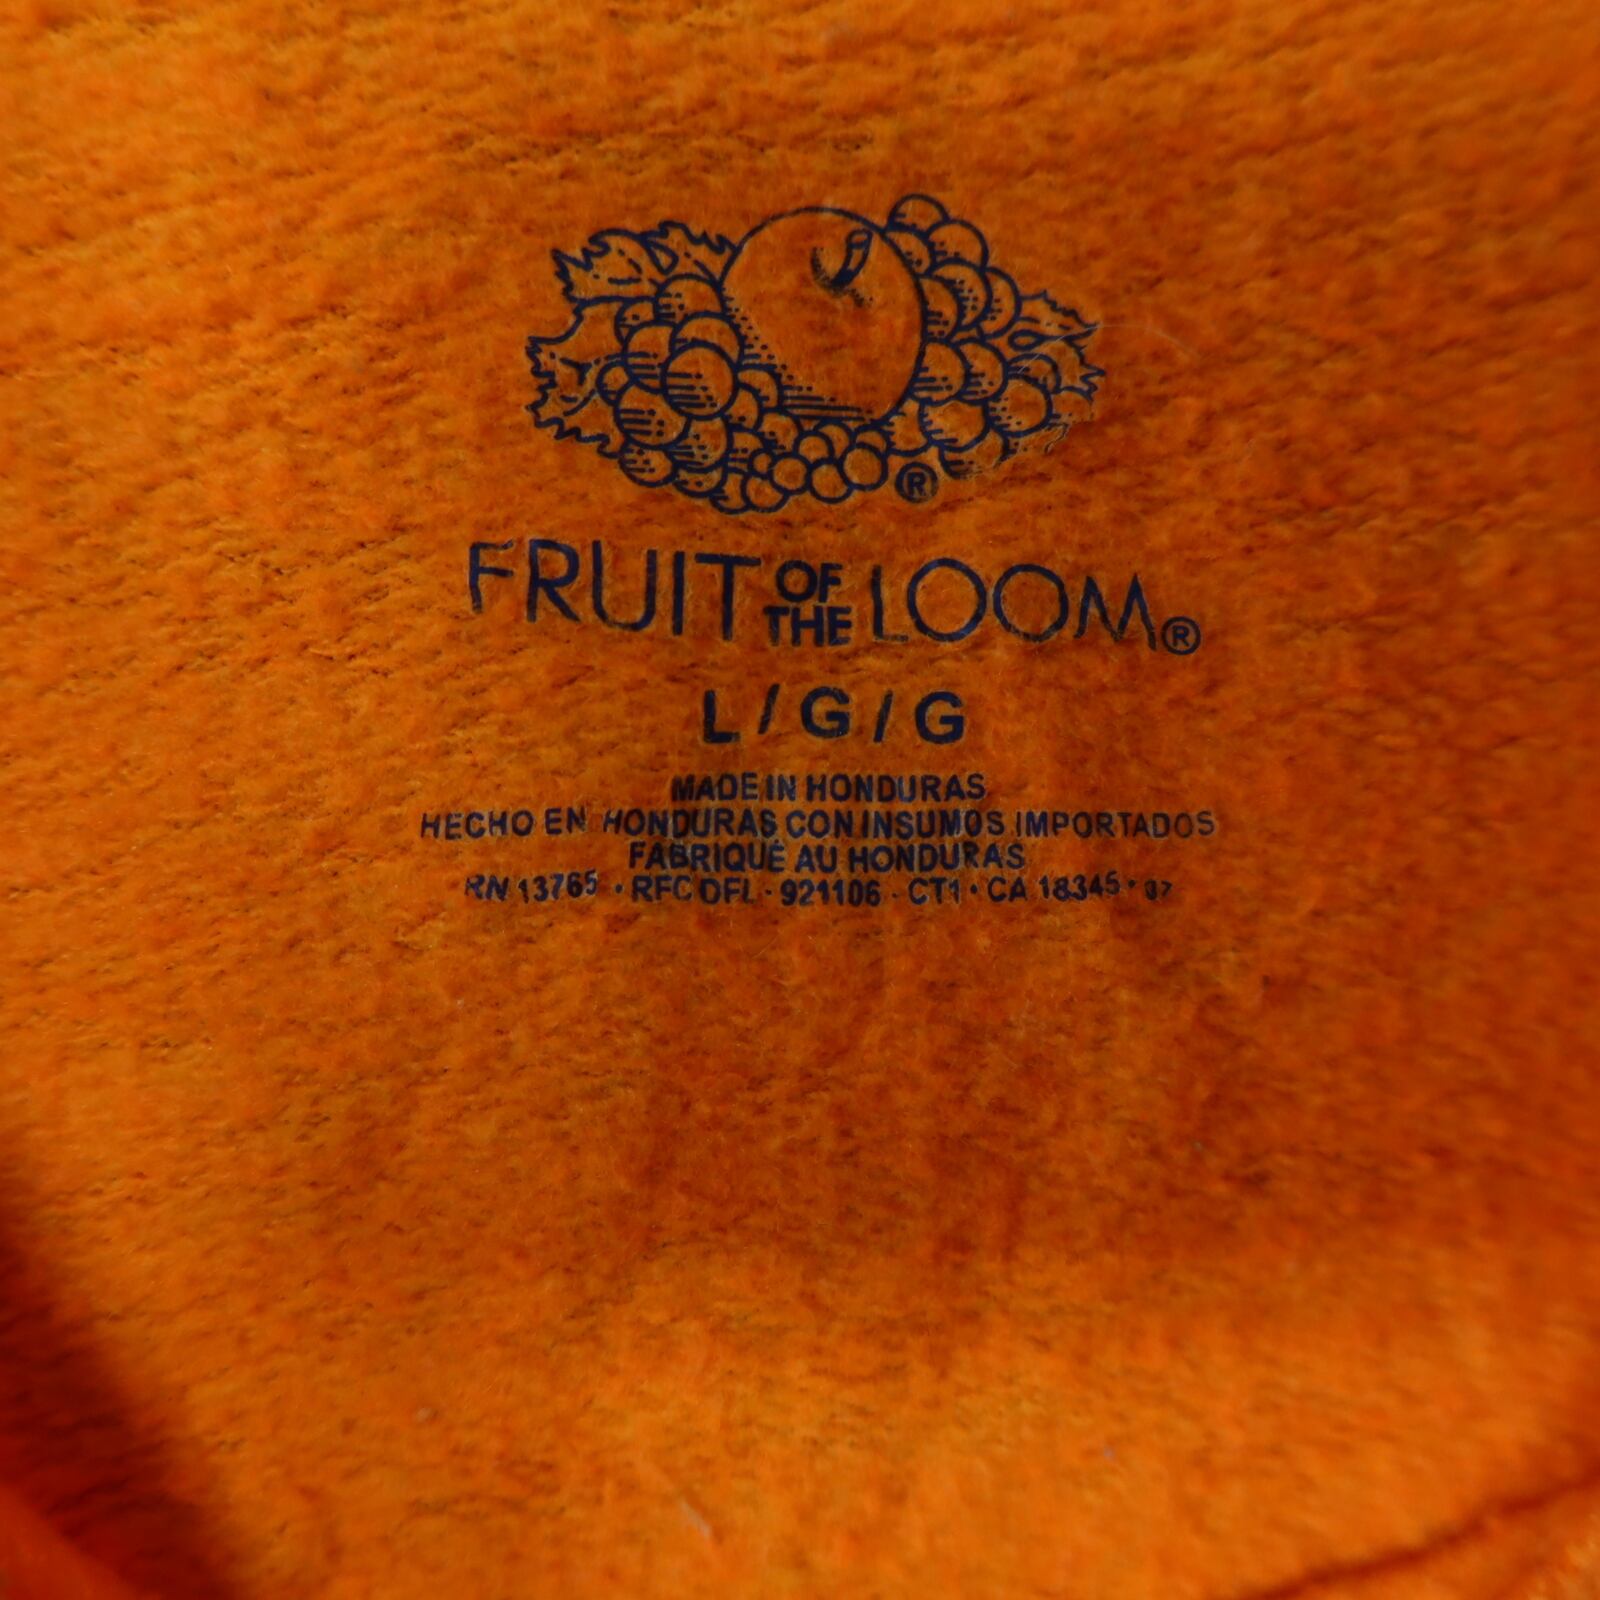 ®
FRUIT OF THE LOOM®
L / G / G
MADE IN HONDURAS
HECHO EN HONDURAS CON INSUMOS IMPORTADOS
FABRIQUÉ AU HONDURAS
RN 13765 · RFC DFL - 921106 - CT1 · CA 18345 · 37